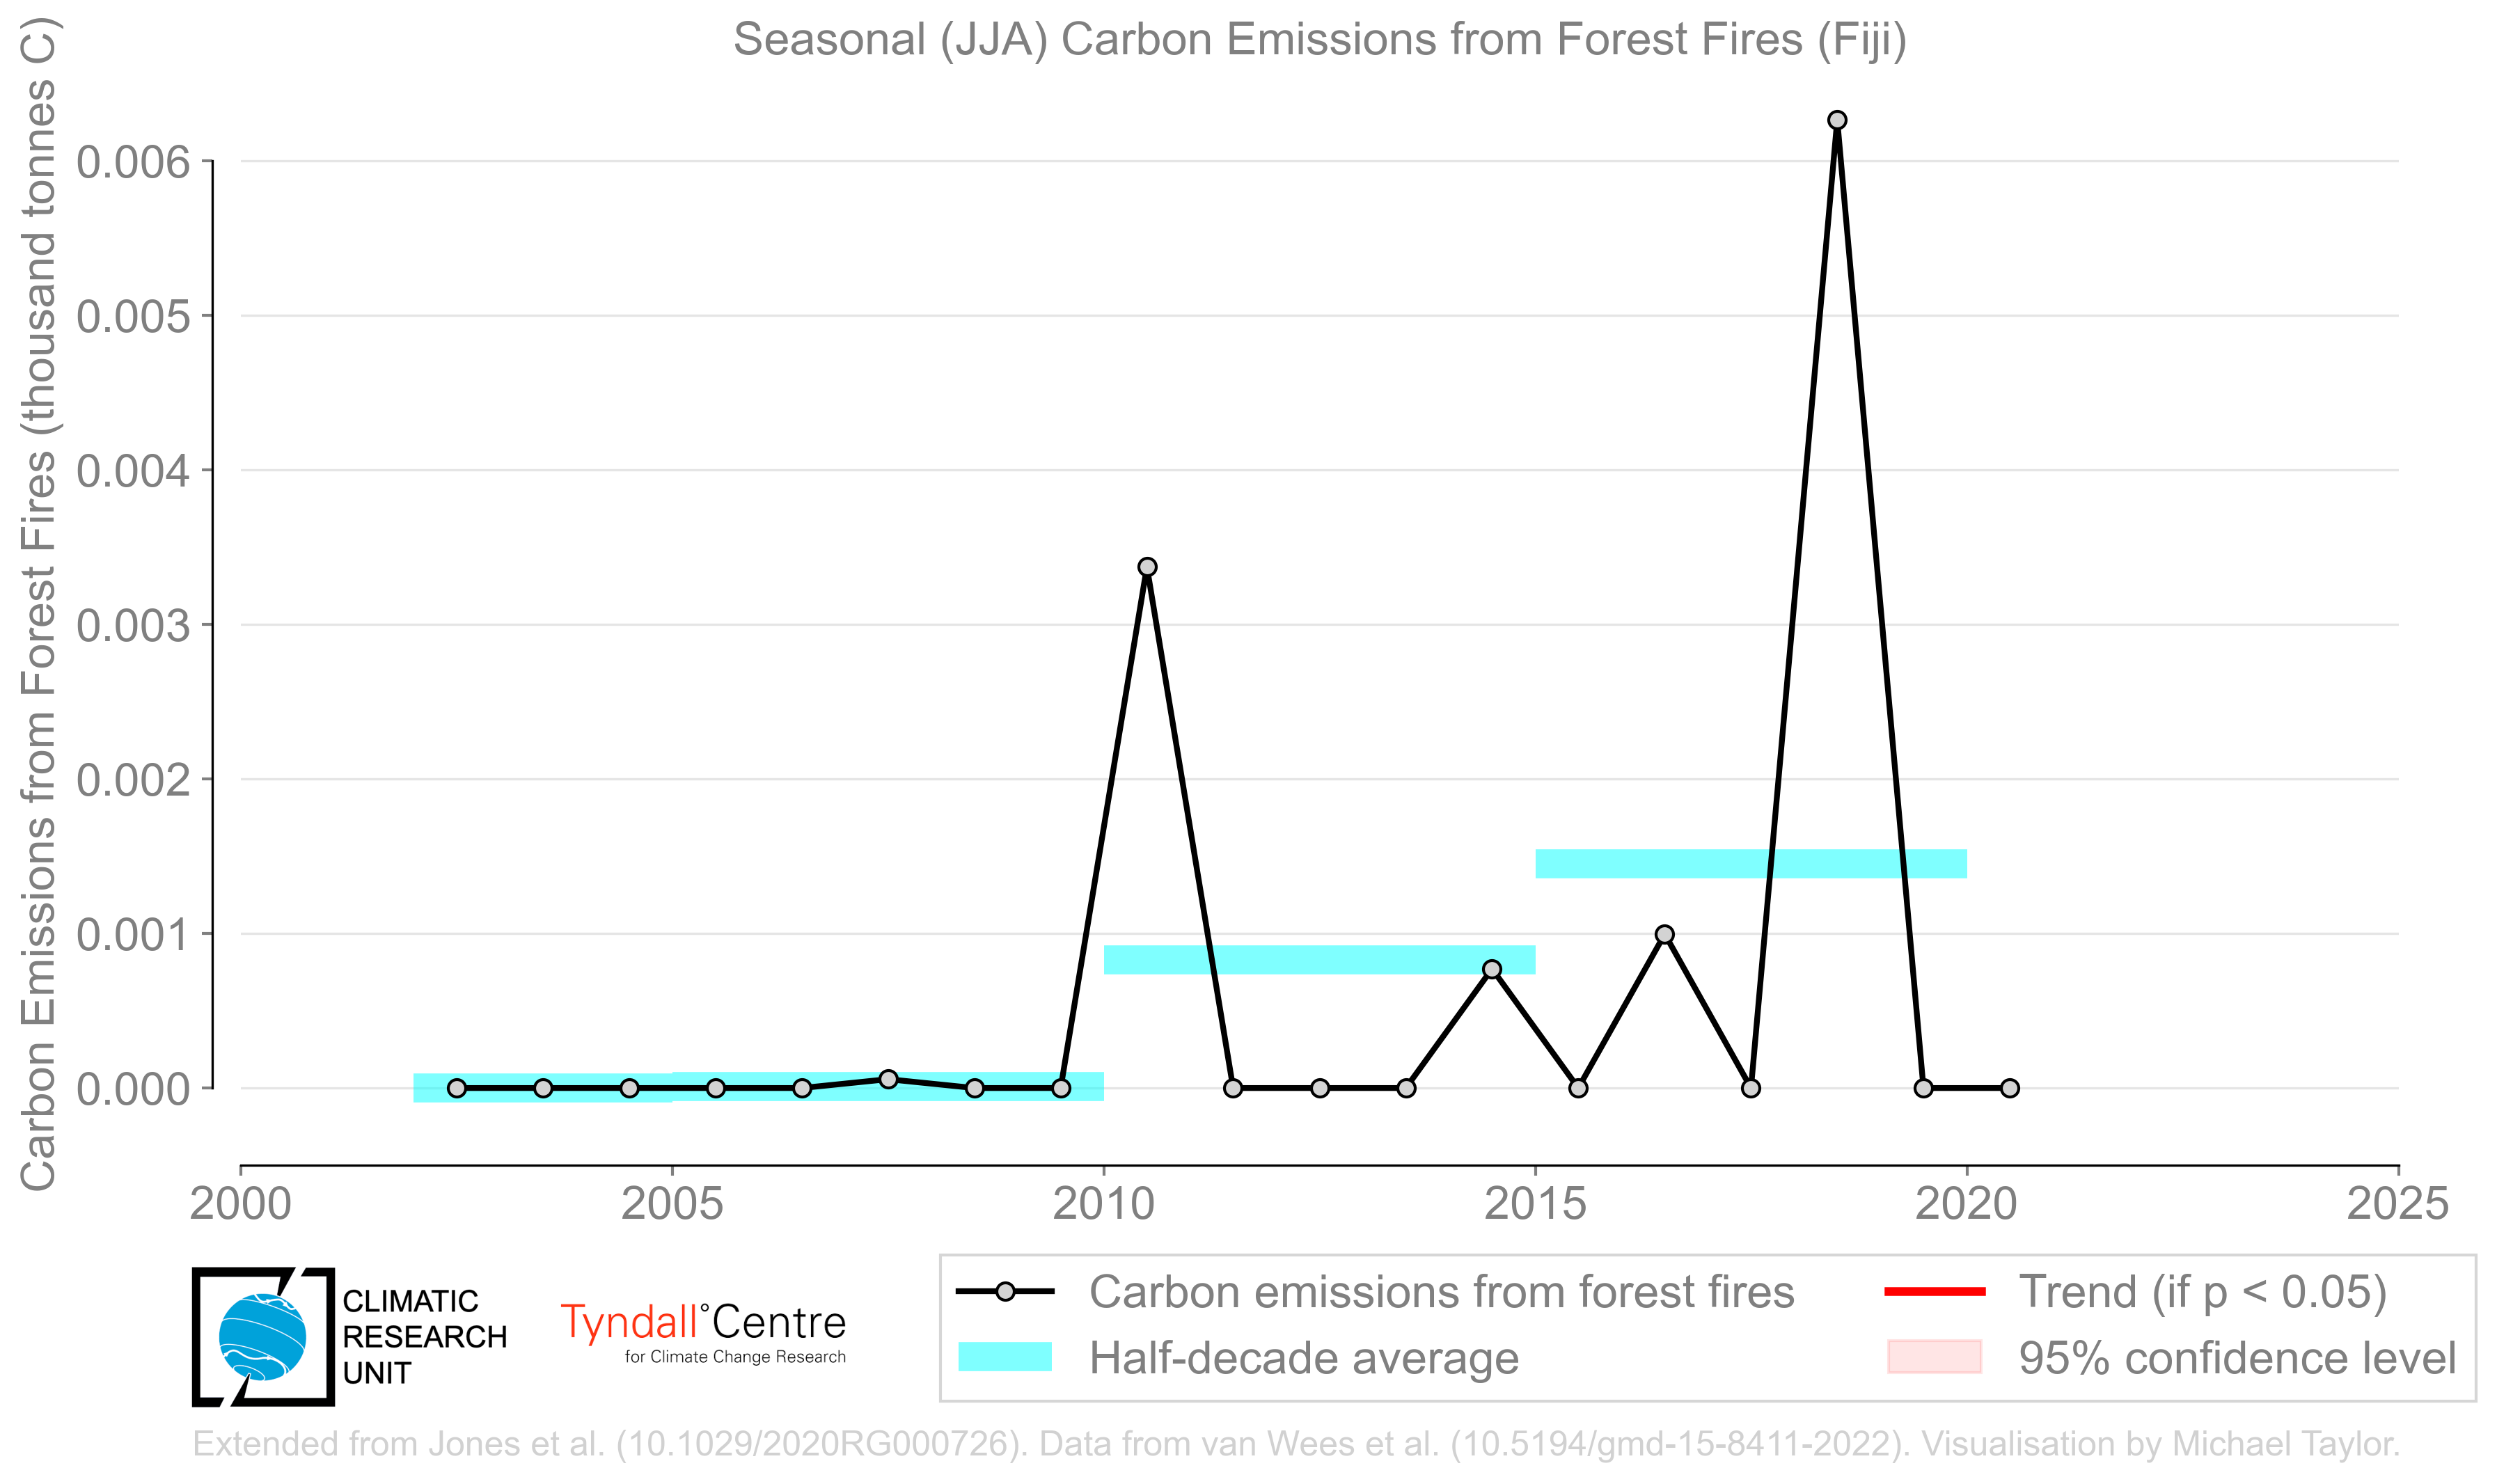 Seasonal (JJA) Carbon Emissions from Forest Fires (Fiji)
Carbon Emissions from Forest Fires (thousand tonnes C)
0.006
0.005
0.004
0.003
0.002
0.001
0.000
2000
2005
2010
2015
2020
2025
CLIMATIC
RESEARCH
UNIT
Tyndall°Centre
for Climate Change Research
Carbon emissions from forest fires
Half-decade average
Trend (if p < 0.05)
95% confidence level
Extended from Jones et al. (10.1029/2020RG000726). Data from van Wees et al. (10.5194/gmd-15-8411-2022). Visualisation by Michael Taylor.